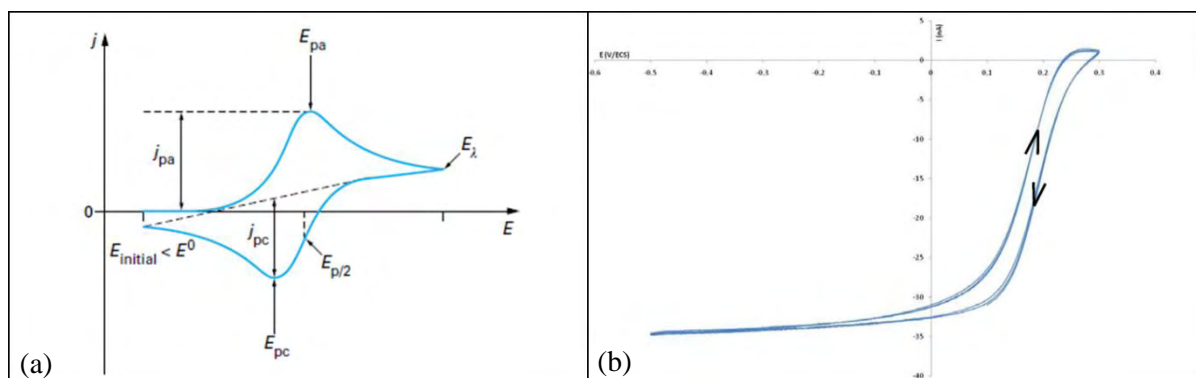 j
E_pa
j_pa
E_λ
0
E
E_initial < E^0
j_pc
E_p/2
E_pc
(a)
5
I (nA)
E (V/ECS)
0
-0,6
-0,5
-0,4
-0,3
-0,2
-0,1
0
0,1
0,2
0,3
0,4
-5
-10
-15
-20
-25
-30
-35
-40
(b)